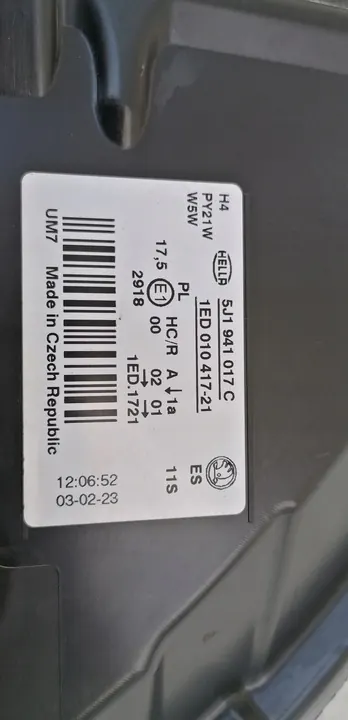 H4
PY21W
W5W
HELLA
5J1 941 017 C
1ED 010 417-21
PL
ES
17,5 E1 HC/R A 1a
00 02 01
2918
1ED.1721
11S
UM7 Made in Czech Republic
12:06:52
03-02-23